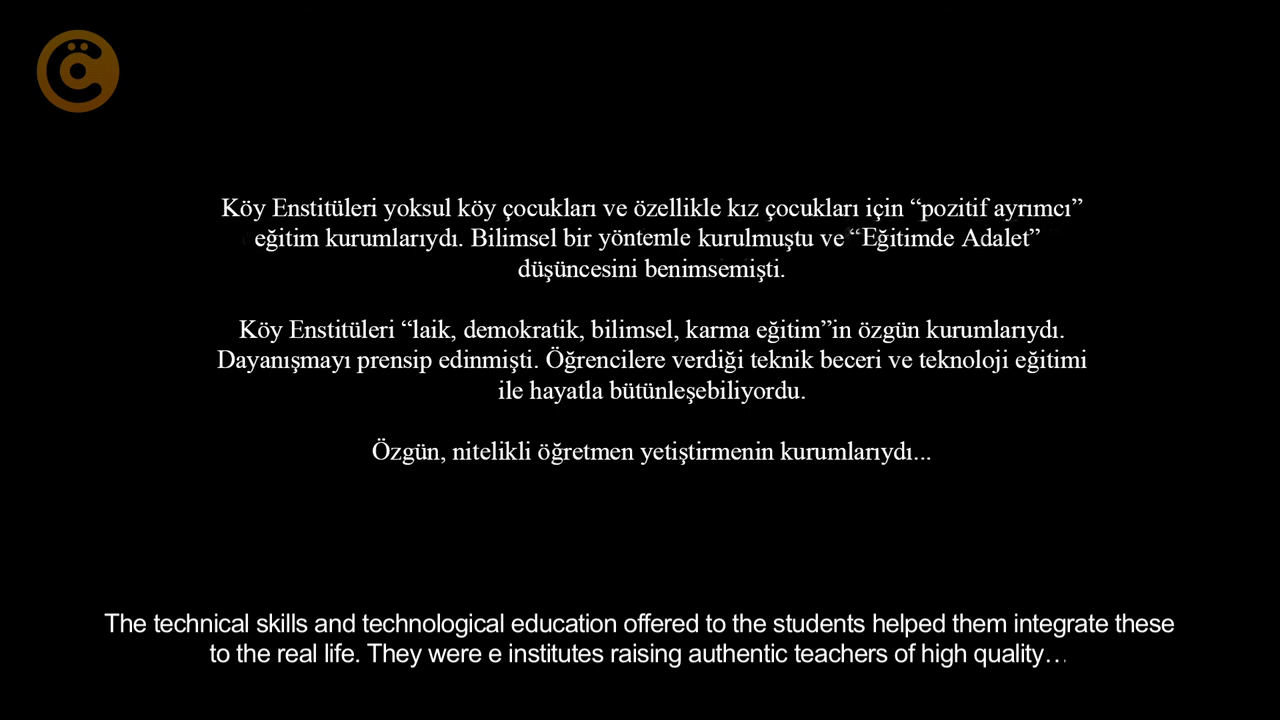 Köy Enstitüleri yoksul köy çocukları ve özellikle kız çocukları için “pozitif ayrımcı”
eğitim kurumlarıydı. Bilimsel bir yöntemle kurulmuştu ve “Eğitimde Adalet”
düşüncesini benimsemişti.
Köy Enstitüleri “laik, demokratik, bilimsel, karma eğitim”in özgün kurumlarıydı.
Dayanışmayı prensip edinmişti. Öğrencilere verdiği teknik beceri ve teknoloji eğitimi
ile hayatla bütünleşebiliyordu.
Özgün, nitelikli öğretmen yetiştirmenin kurumlarıydı...
The technical skills and technological education offered to the students helped them integrate these
to the real life. They were e institutes raising authentic teachers of high quality…